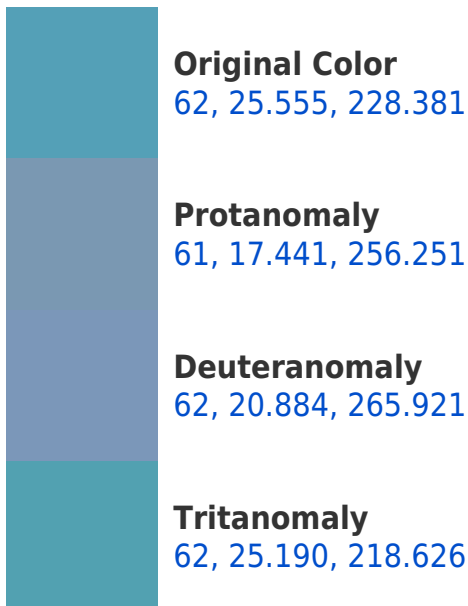 Original Color
62, 25.555, 228.381
Protanomaly
61, 17.441, 256.251
Deuteranomaly
62, 20.884, 265.921
Tritanomaly
62, 25.190, 218.626